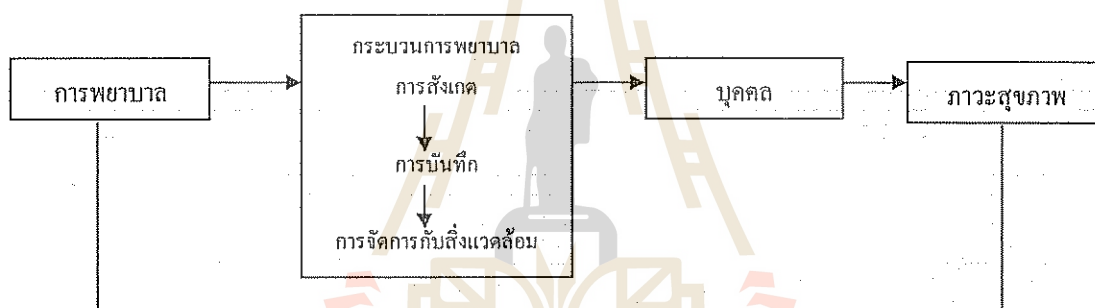 การพยาบาล
กระบวนการพยาบาล
การสังเกต
การบันทึก
การจัดการกับสิ่งแวดล้อม
บุคคล
ภาวะสุขภาพ